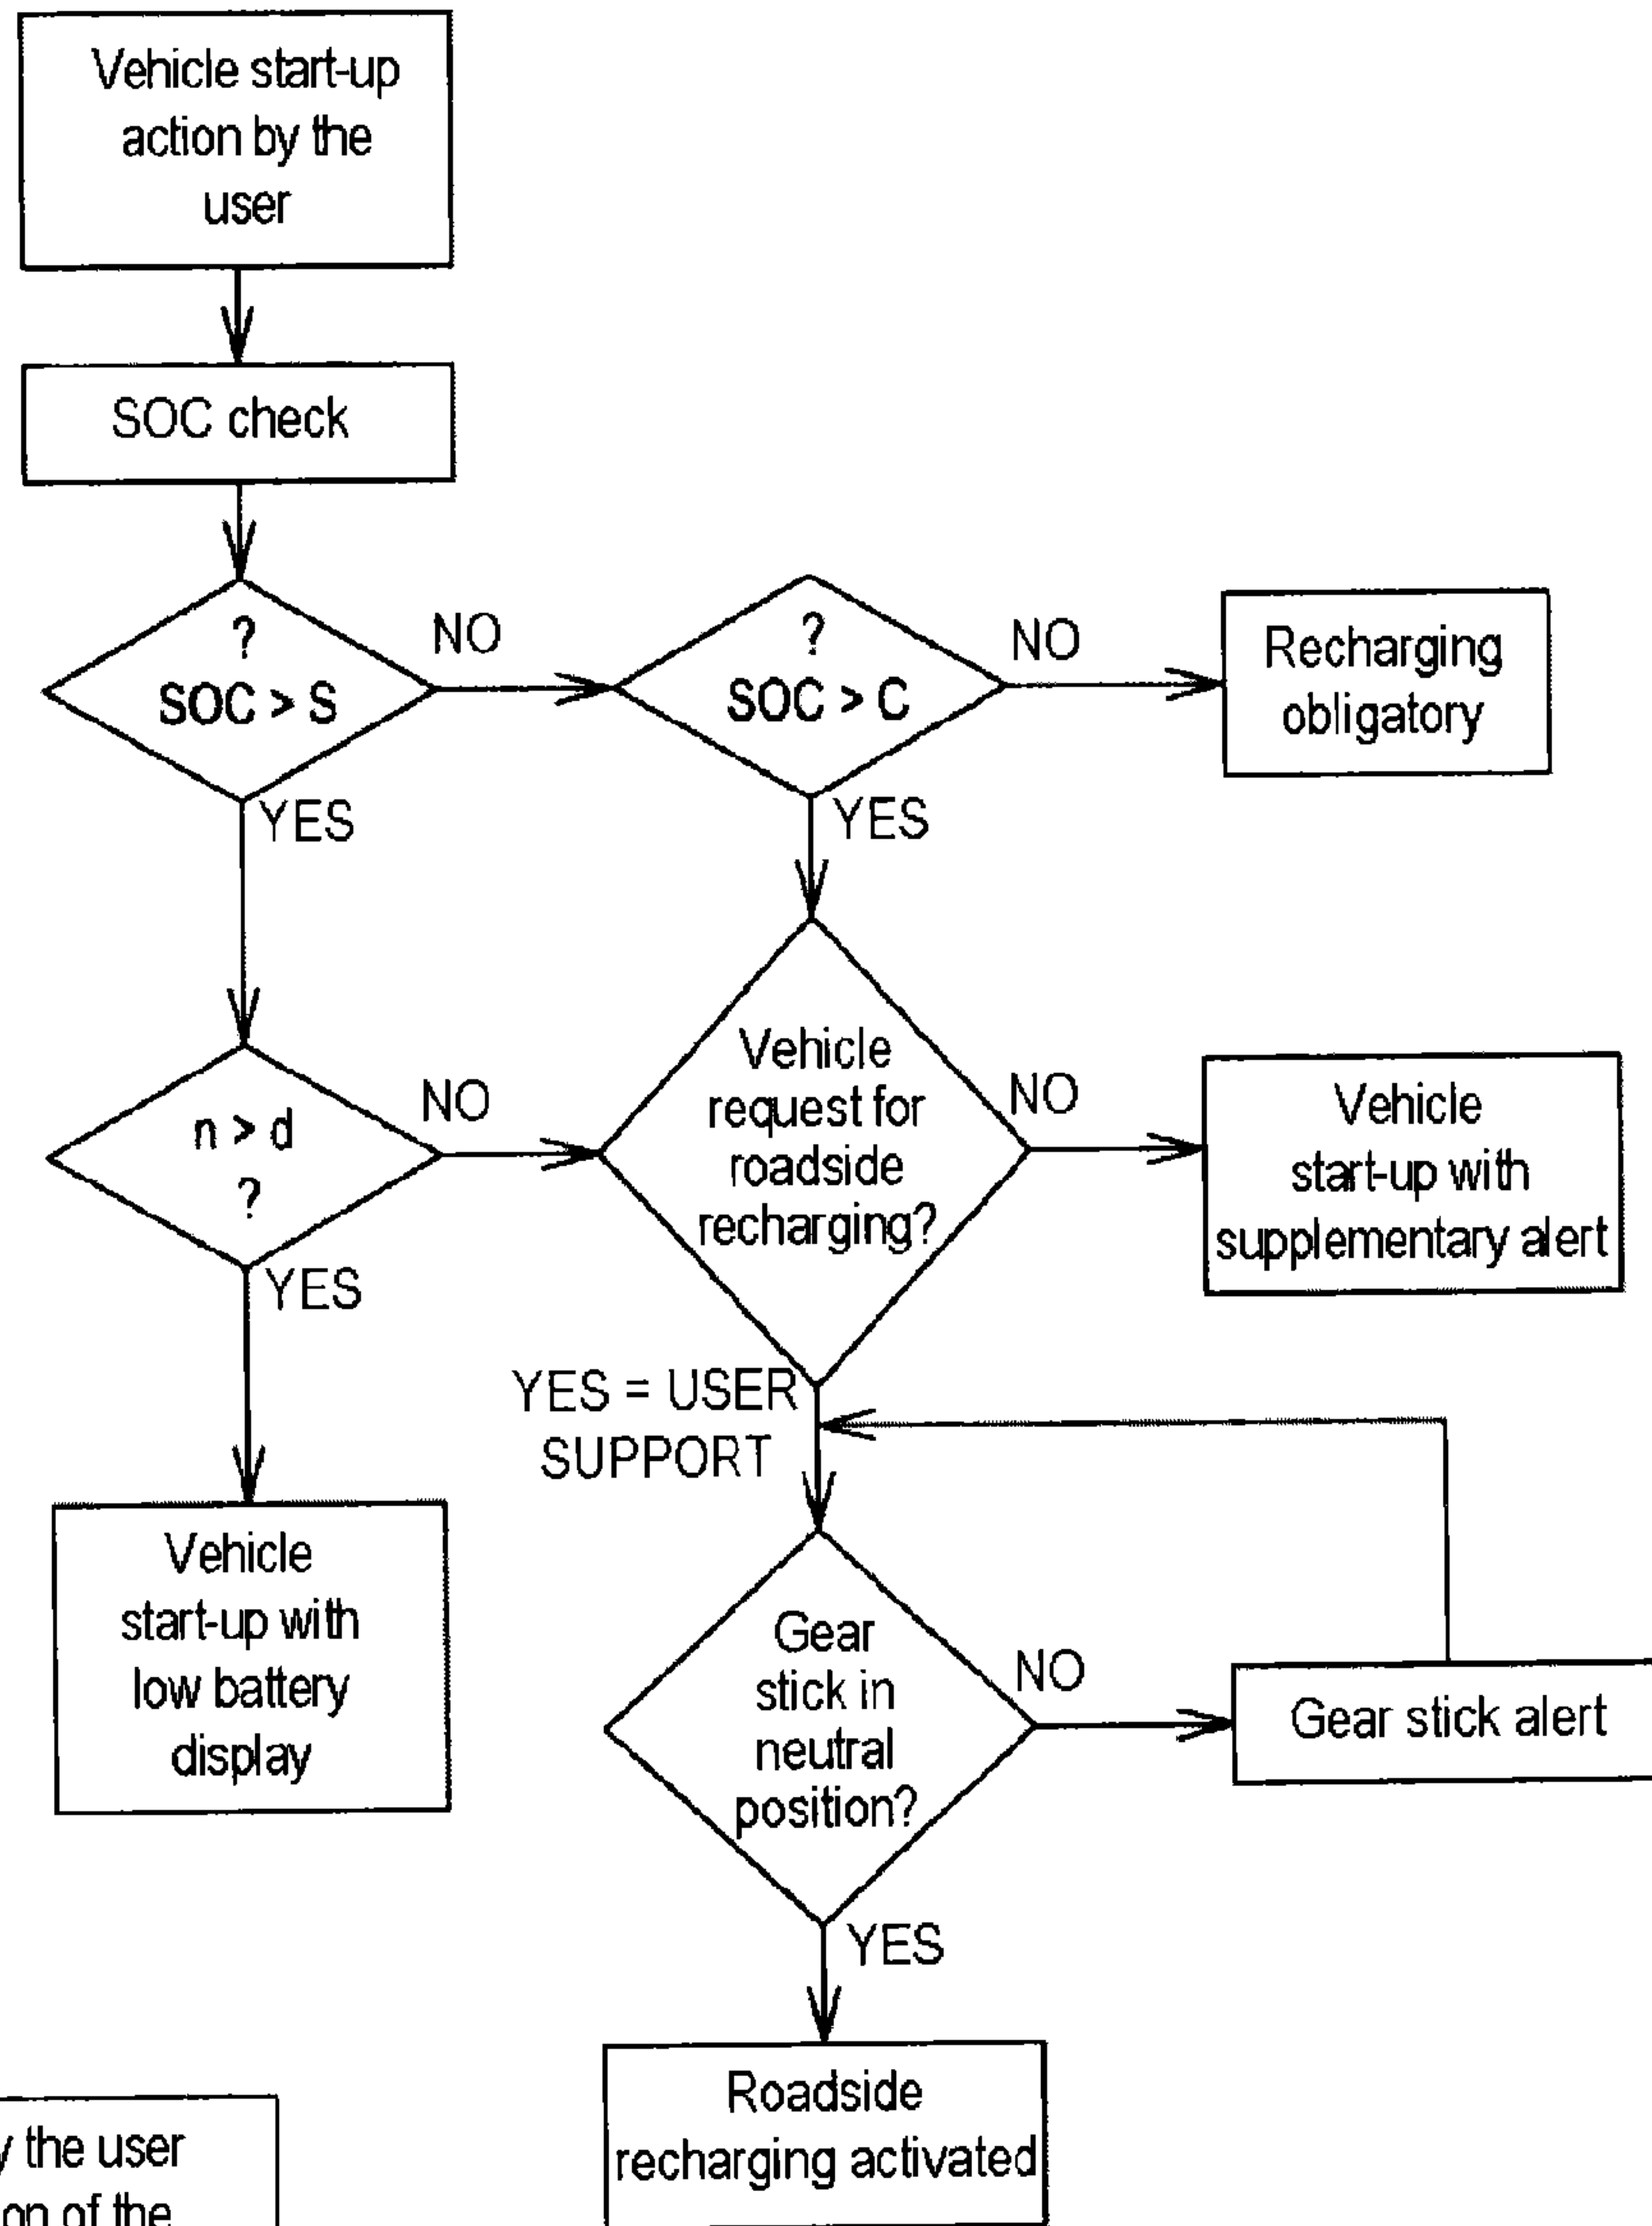 Vehicle start-up
action by the
user
SOC check
?
SOC > S
NO
YES
?
SOC > C
NO
YES
Recharging
obligatory
n > d
?
NO
YES
Vehicle
request for
roadside
recharging?
NO
Vehicle
start-up with
supplementary alert
YES = USER
SUPPORT
Vehicle
start-up with
low battery
display
Gear
stick in
neutral
position?
NO
Gear stick alert
YES
Roadside
recharging activated
the user
of the